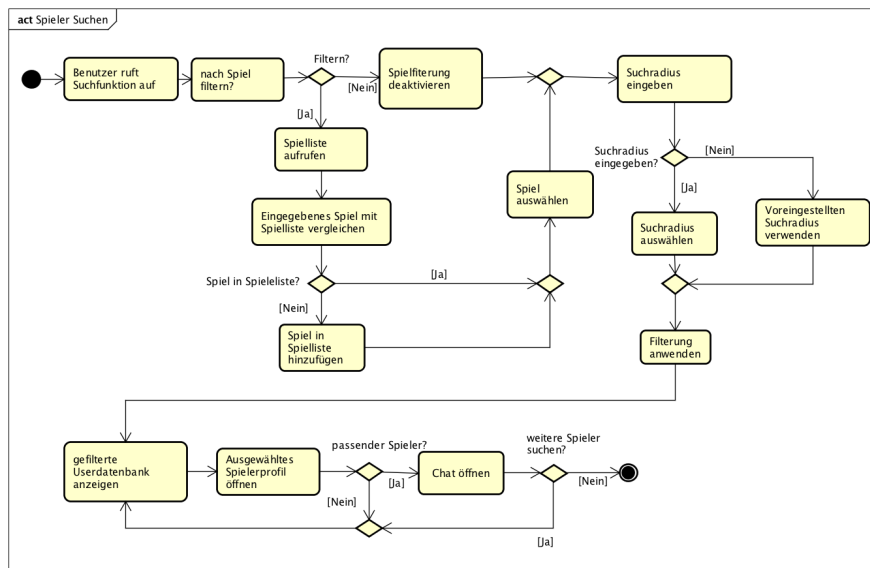 act Spieler Suchen
Benutzer ruft
Suchfunktion auf
nach Spiel
filtern?
Filtern?
[Nein]
[Ja]
Spielfiterung
deaktivieren
Suchradius
eingeben
Spielliste
aufrufen
Suchradius
eingegeben?
[Nein]
[Ja]
Spiel
auswählen
Eingegebenes Spiel mit
Spielliste vergleichen
Suchradius
auswählen
Voreingestellten
Suchradius
verwenden
Spiel in Spieleliste?
[Ja]
[Nein]
Spiel in
Spielliste
hinzufügen
Filterung
anwenden
gefilterte
Userdatenbank
anzeigen
Ausgewähltes
Spielerprofil
öffnen
passender Spieler?
[Ja]
[Nein]
Chat öffnen
weitere Spieler
suchen?
[Nein]
[Ja]